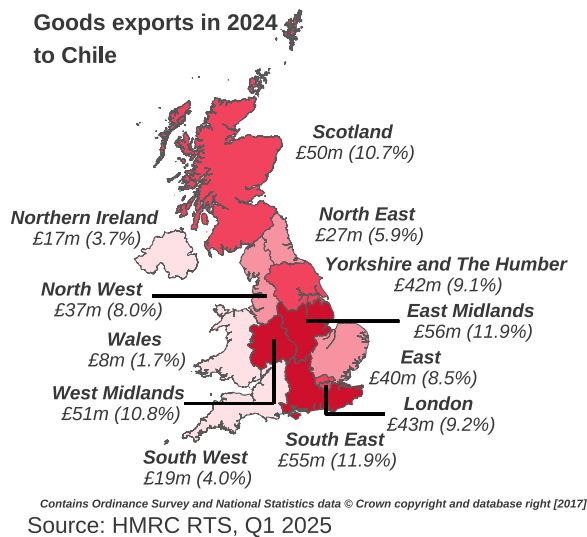 Goods exports in 2024
to Chile
Scotland
£50m (10.7%)
Northern Ireland
£17m (3.7%)
North East
£27m (5.9%)
Yorkshire and The Humber
£42m (9.1%)
North West
£37m (8.0%)
East Midlands
£56m (11.9%)
Wales
£8m (1.7%)
East
£40m (8.5%)
West Midlands
£51m (10.8%)
London
£43m (9.2%)
South East
£55m (11.9%)
South West
£19m (4.0%)
Contains Ordinance Survey and National Statistics data © Crown copyright and database right [2017]
Source: HMRC RTS, Q1 2025